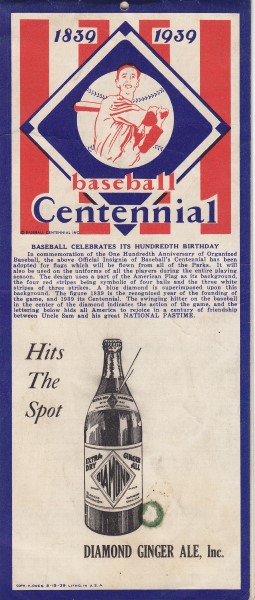 1839 1939
baseball
Centennial
© BASEBALL CENTENNIAL INC.
BASEBALL CELEBRATES ITS HUNDREDTH BIRTHDAY
In commemoration of the One Hundredth Anniversary of Organized
Baseball, the above Official Insignia of Baseball's Centennial has been
adopted for flags which will be flown from all of the Parks. It will
also be used on the uniforms of all the players during the entire playing
season. The design uses a part of the American Flag as its background,
the four red stripes being symbolic of four balls and the three white
stripes of three strikes. A blue diamond is superimposed upon this
background. The figure 1839 is the recognized year of the founding of
the game, and 1939 its Centennial. The swinging hitter on the baseball
in the center of the diamond indicates the action of the game, and the
lettering below bids all America to rejoice in a century of friendship
between Uncle Sam and his great NATIONAL PASTIME.
Hits
The
Spot
EXTRA DRY
GINGER ALE
DIAMOND
DIAMOND GINGER ALE, Inc.
LITHO. IN U.S.A.